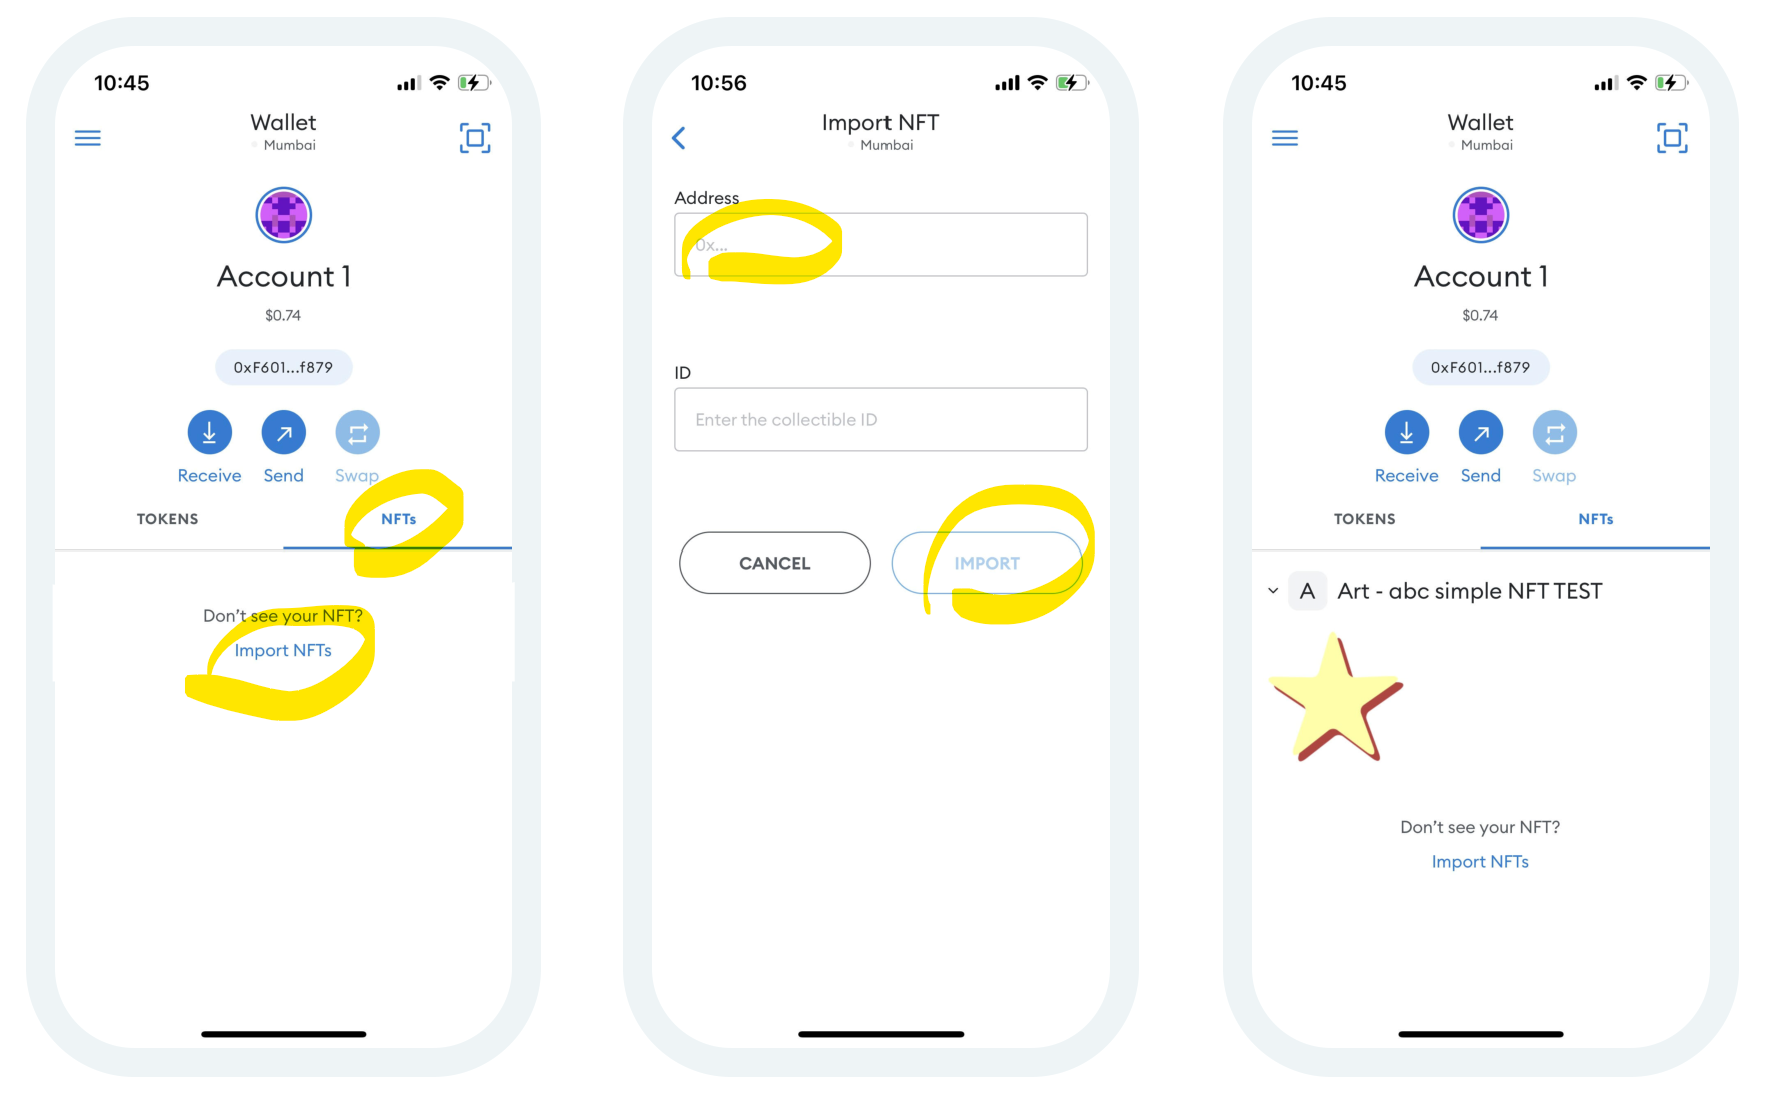 10:45
Wallet
Mumbai
Account 1
$0.74
0xF601...f879
Receive Send Swap
TOKENS NFTs
Don't see your NFT?
Import NFTs
10:56
Import NFT
Mumbai
Address
0x...
ID
Enter the collectible ID
CANCEL IMPORT
10:45
Wallet
Mumbai
Account 1
$0.74
0xF601...f879
Receive Send Swap
TOKENS NFTs
A Art - abc simple NFT TEST
Don't see your NFT?
Import NFTs